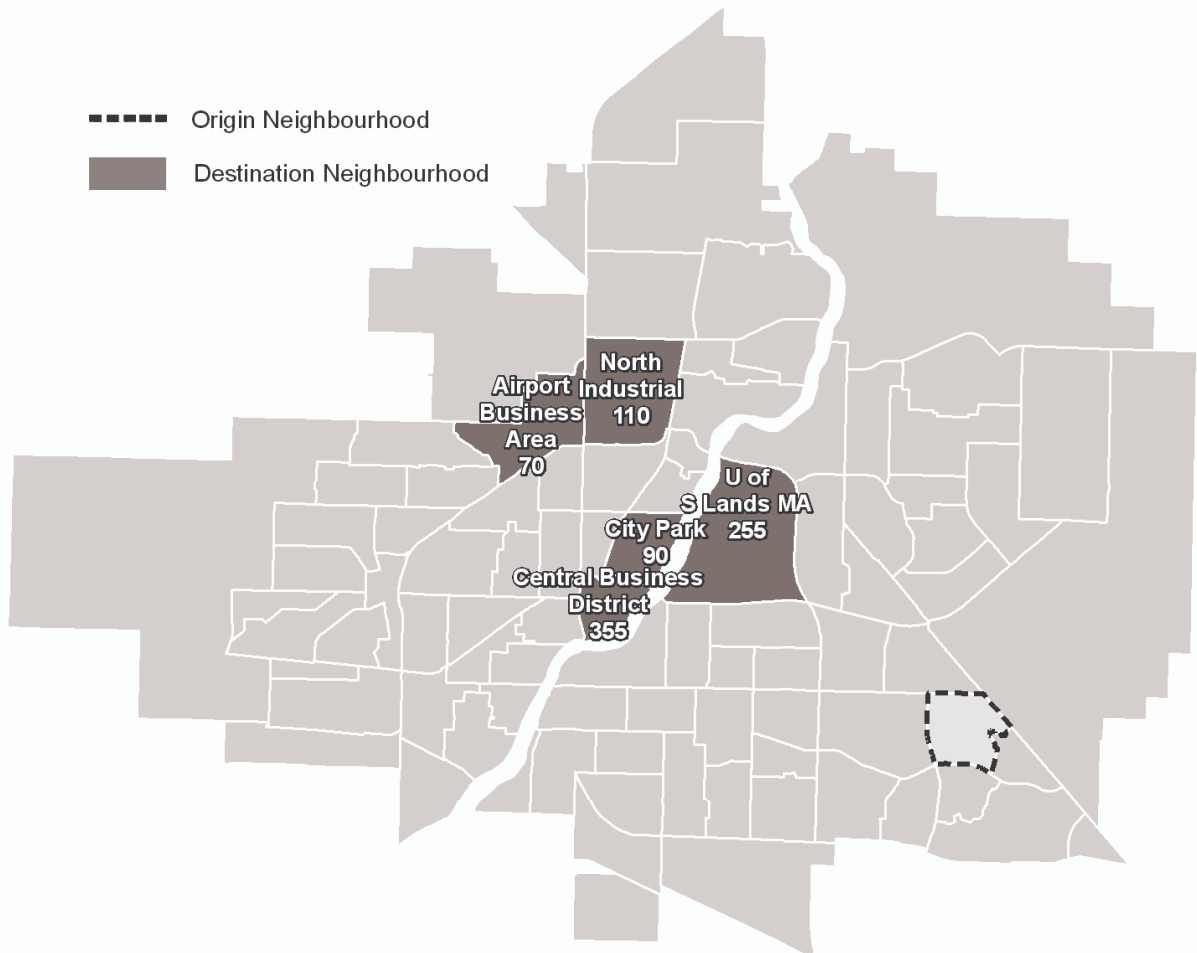 Origin Neighbourhood
Destination Neighbourhood
North
Industrial
110
Airport
Business
Area
70
U of
S Lands MA
255
City Park
90
Central Business
District
355